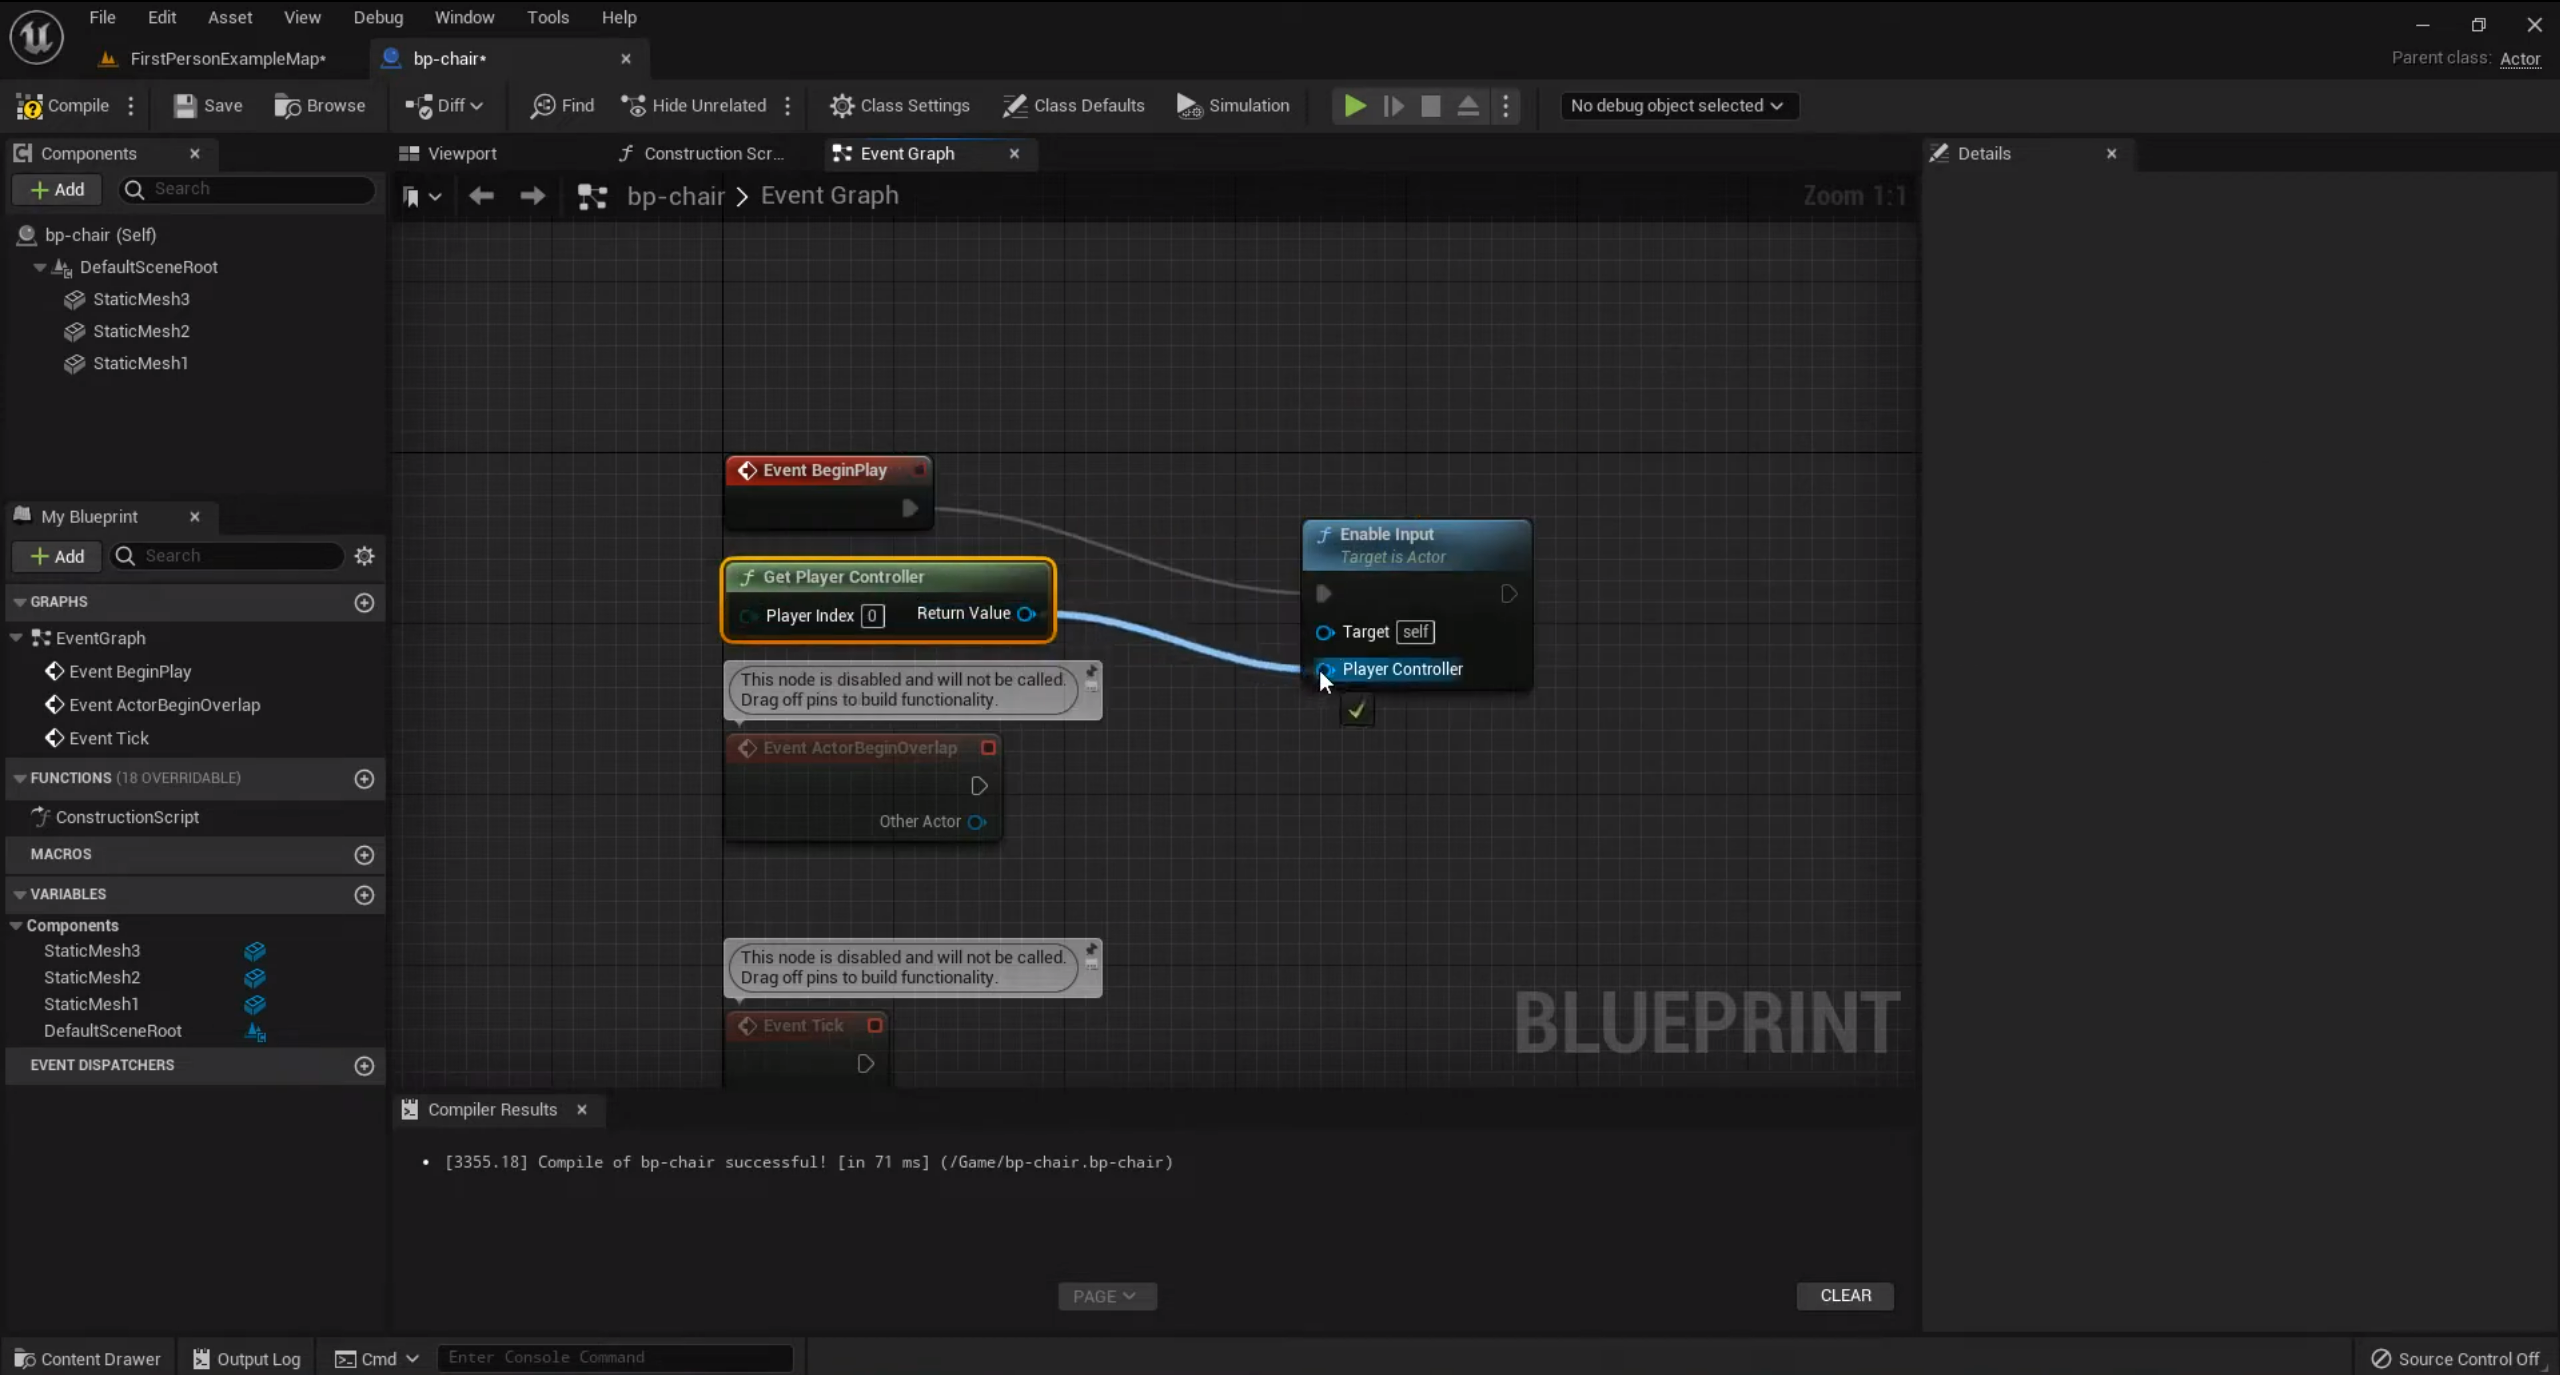 File Edit Asset View Debug Window Tools Help
FirstPersonExampleMap* bp-chair* Parent class: Actor
Compile Save Browse Diff Find Hide Unrelated Class Settings Class Defaults Simulation No debug object selected
Components Viewport Construction Scr... Event Graph Details
Add Search bp-chair > Event Graph Zoom 1:1
bp-chair (Self)
DefaultSceneRoot
StaticMesh3
StaticMesh2
StaticMesh1
My Blueprint
Add Search
GRAPHS
EventGraph
Event BeginPlay
Event ActorBeginOverlap
Event Tick
FUNCTIONS (18 OVERRIDABLE)
ConstructionScript
MACROS
VARIABLES
Components
StaticMesh3
StaticMesh2
StaticMesh1
DefaultSceneRoot
EVENT DISPATCHERS
Event BeginPlay
Get Player Controller
Player Index 0 Return Value
Enable Input
Target is Actor
Target self
Player Controller
This node is disabled and will not be called.
Drag off pins to build functionality.
Event ActorBeginOverlap
Other Actor
This node is disabled and will not be called.
Drag off pins to build functionality.
Event Tick
BLUEPRINT
Compiler Results
• [3355.18] Compile of bp-chair successful! [in 71 ms] (/Game/bp-chair.bp-chair)
PAGE CLEAR
Content Drawer Output Log Cmd Enter Console Command Source Control Off